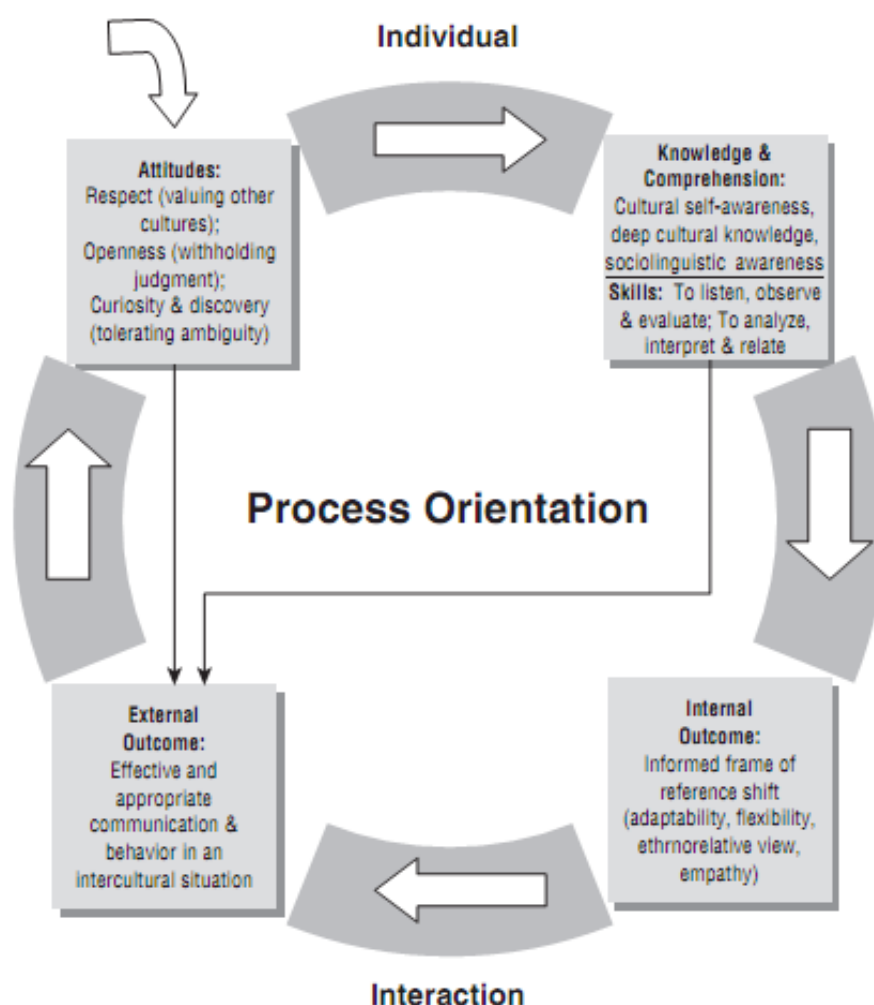 Individual
Attitudes:
Respect (valuing other
cultures);
Openness (withholding
judgment);
Curiosity & discovery
(tolerating ambiguity)
Knowledge &
Comprehension:
Cultural self-awareness,
deep cultural knowledge,
sociolinguistic awareness
Skills: To listen, observe
& evaluate; To analyze,
interpret & relate
Process Orientation
External
Outcome:
Effective and
appropriate
communication &
behavior in an
intercultural situation
Internal
Outcome:
Informed frame of
reference shift
(adaptability, flexibility,
ethrnorelative view,
empathy)
Interaction